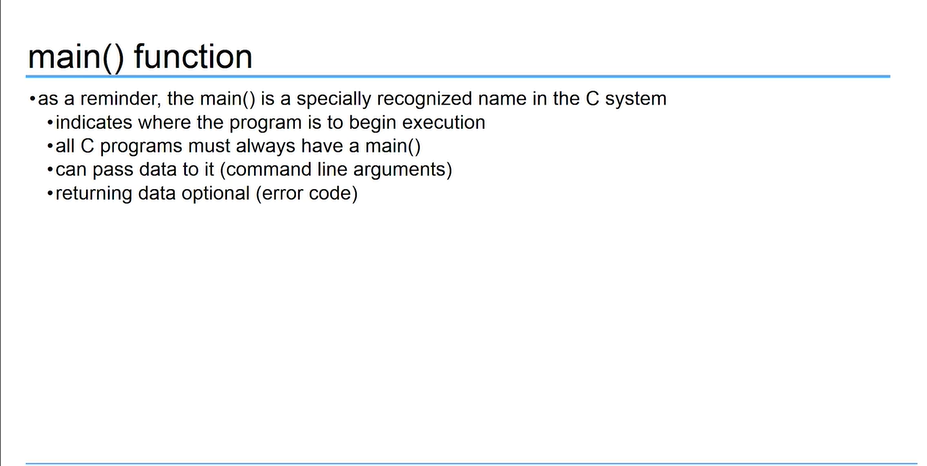 main() function
•as a reminder, the main() is a specially recognized name in the C system
•indicates where the program is to begin execution
•all C programs must always have a main()
•can pass data to it (command line arguments)
•returning data optional (error code)